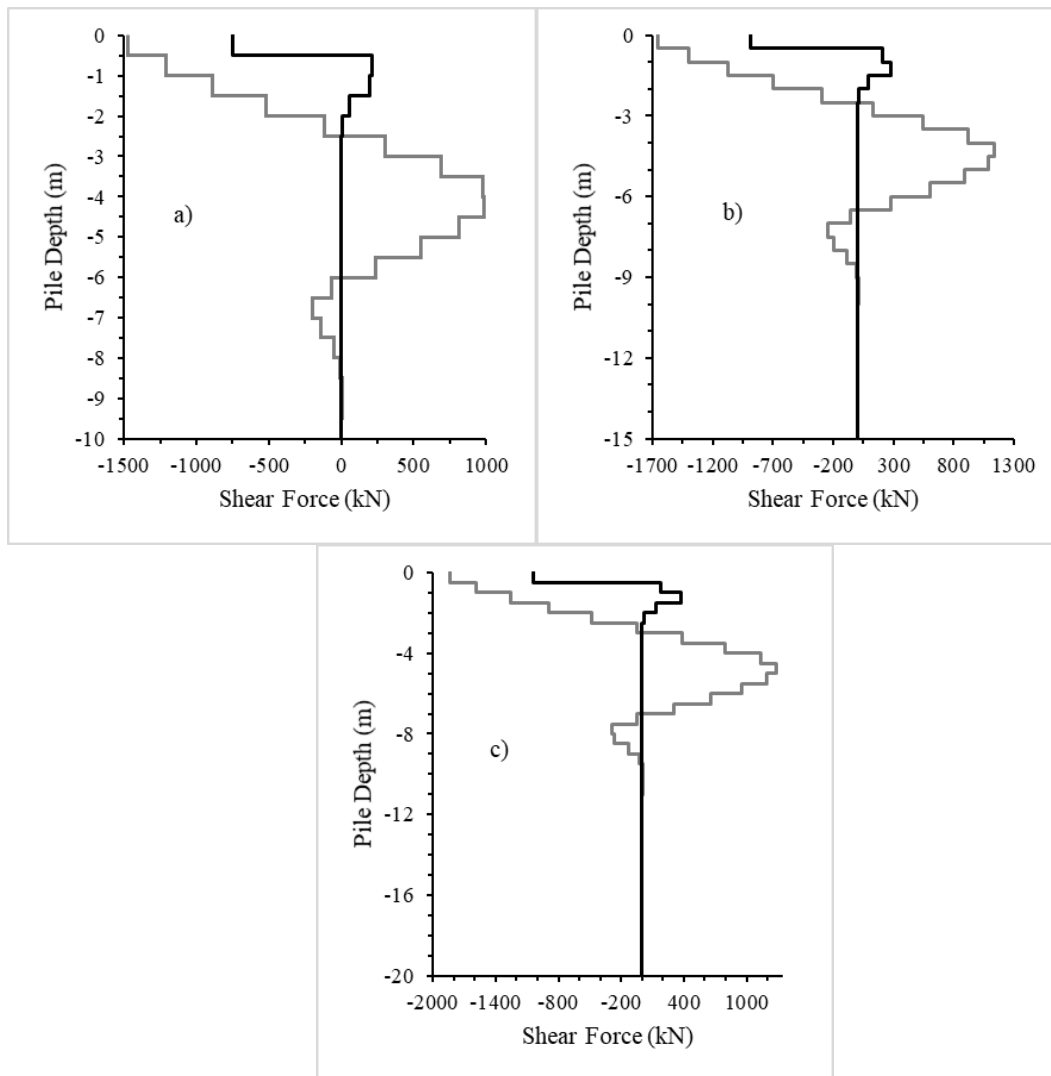 0
-1
-2
-3
-4
-5
-6
-7
-8
-9
-10
Pile Depth (m)
a)
-1500 -1000 -500 0 500 1000
Shear Force (kN)
0
-3
-6
-9
-12
-15
Pile Depth (m)
b)
-1700 -1200 -700 -200 300 800 1300
Shear Force (kN)
0
-4
-8
-12
-16
-20
Pile Depth (m)
c)
-2000 -1400 -800 -200 400 1000
Shear Force (kN)